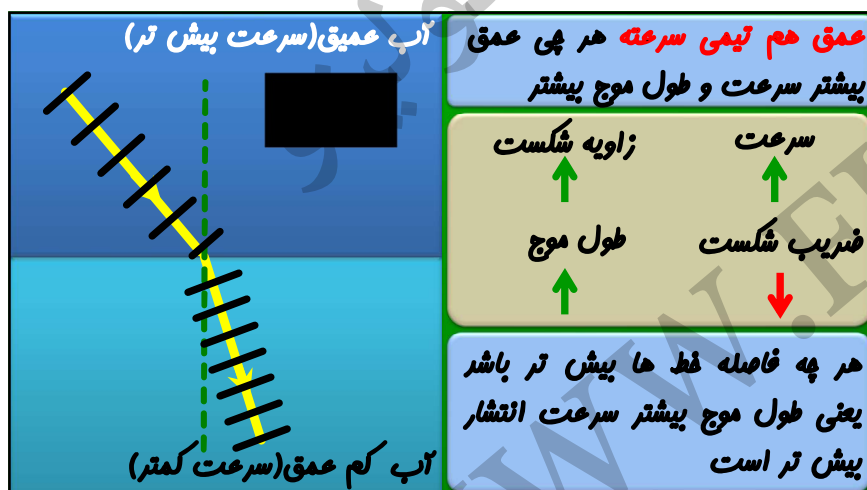 آب عمیق(سرعت بیش تر)
عمق هم تیمی سرعته هر چی عمق
بیشتر سرعت و طول موج بیشتر
سرعت
زاویه شکست
ضریب شکست
طول موج
هر چه فاصله خط ها بیش تر باشر
یعنی طول موج بیشتر سرعت انتشار
بیش تر است
آب کم عمق(سرعت کمتر)